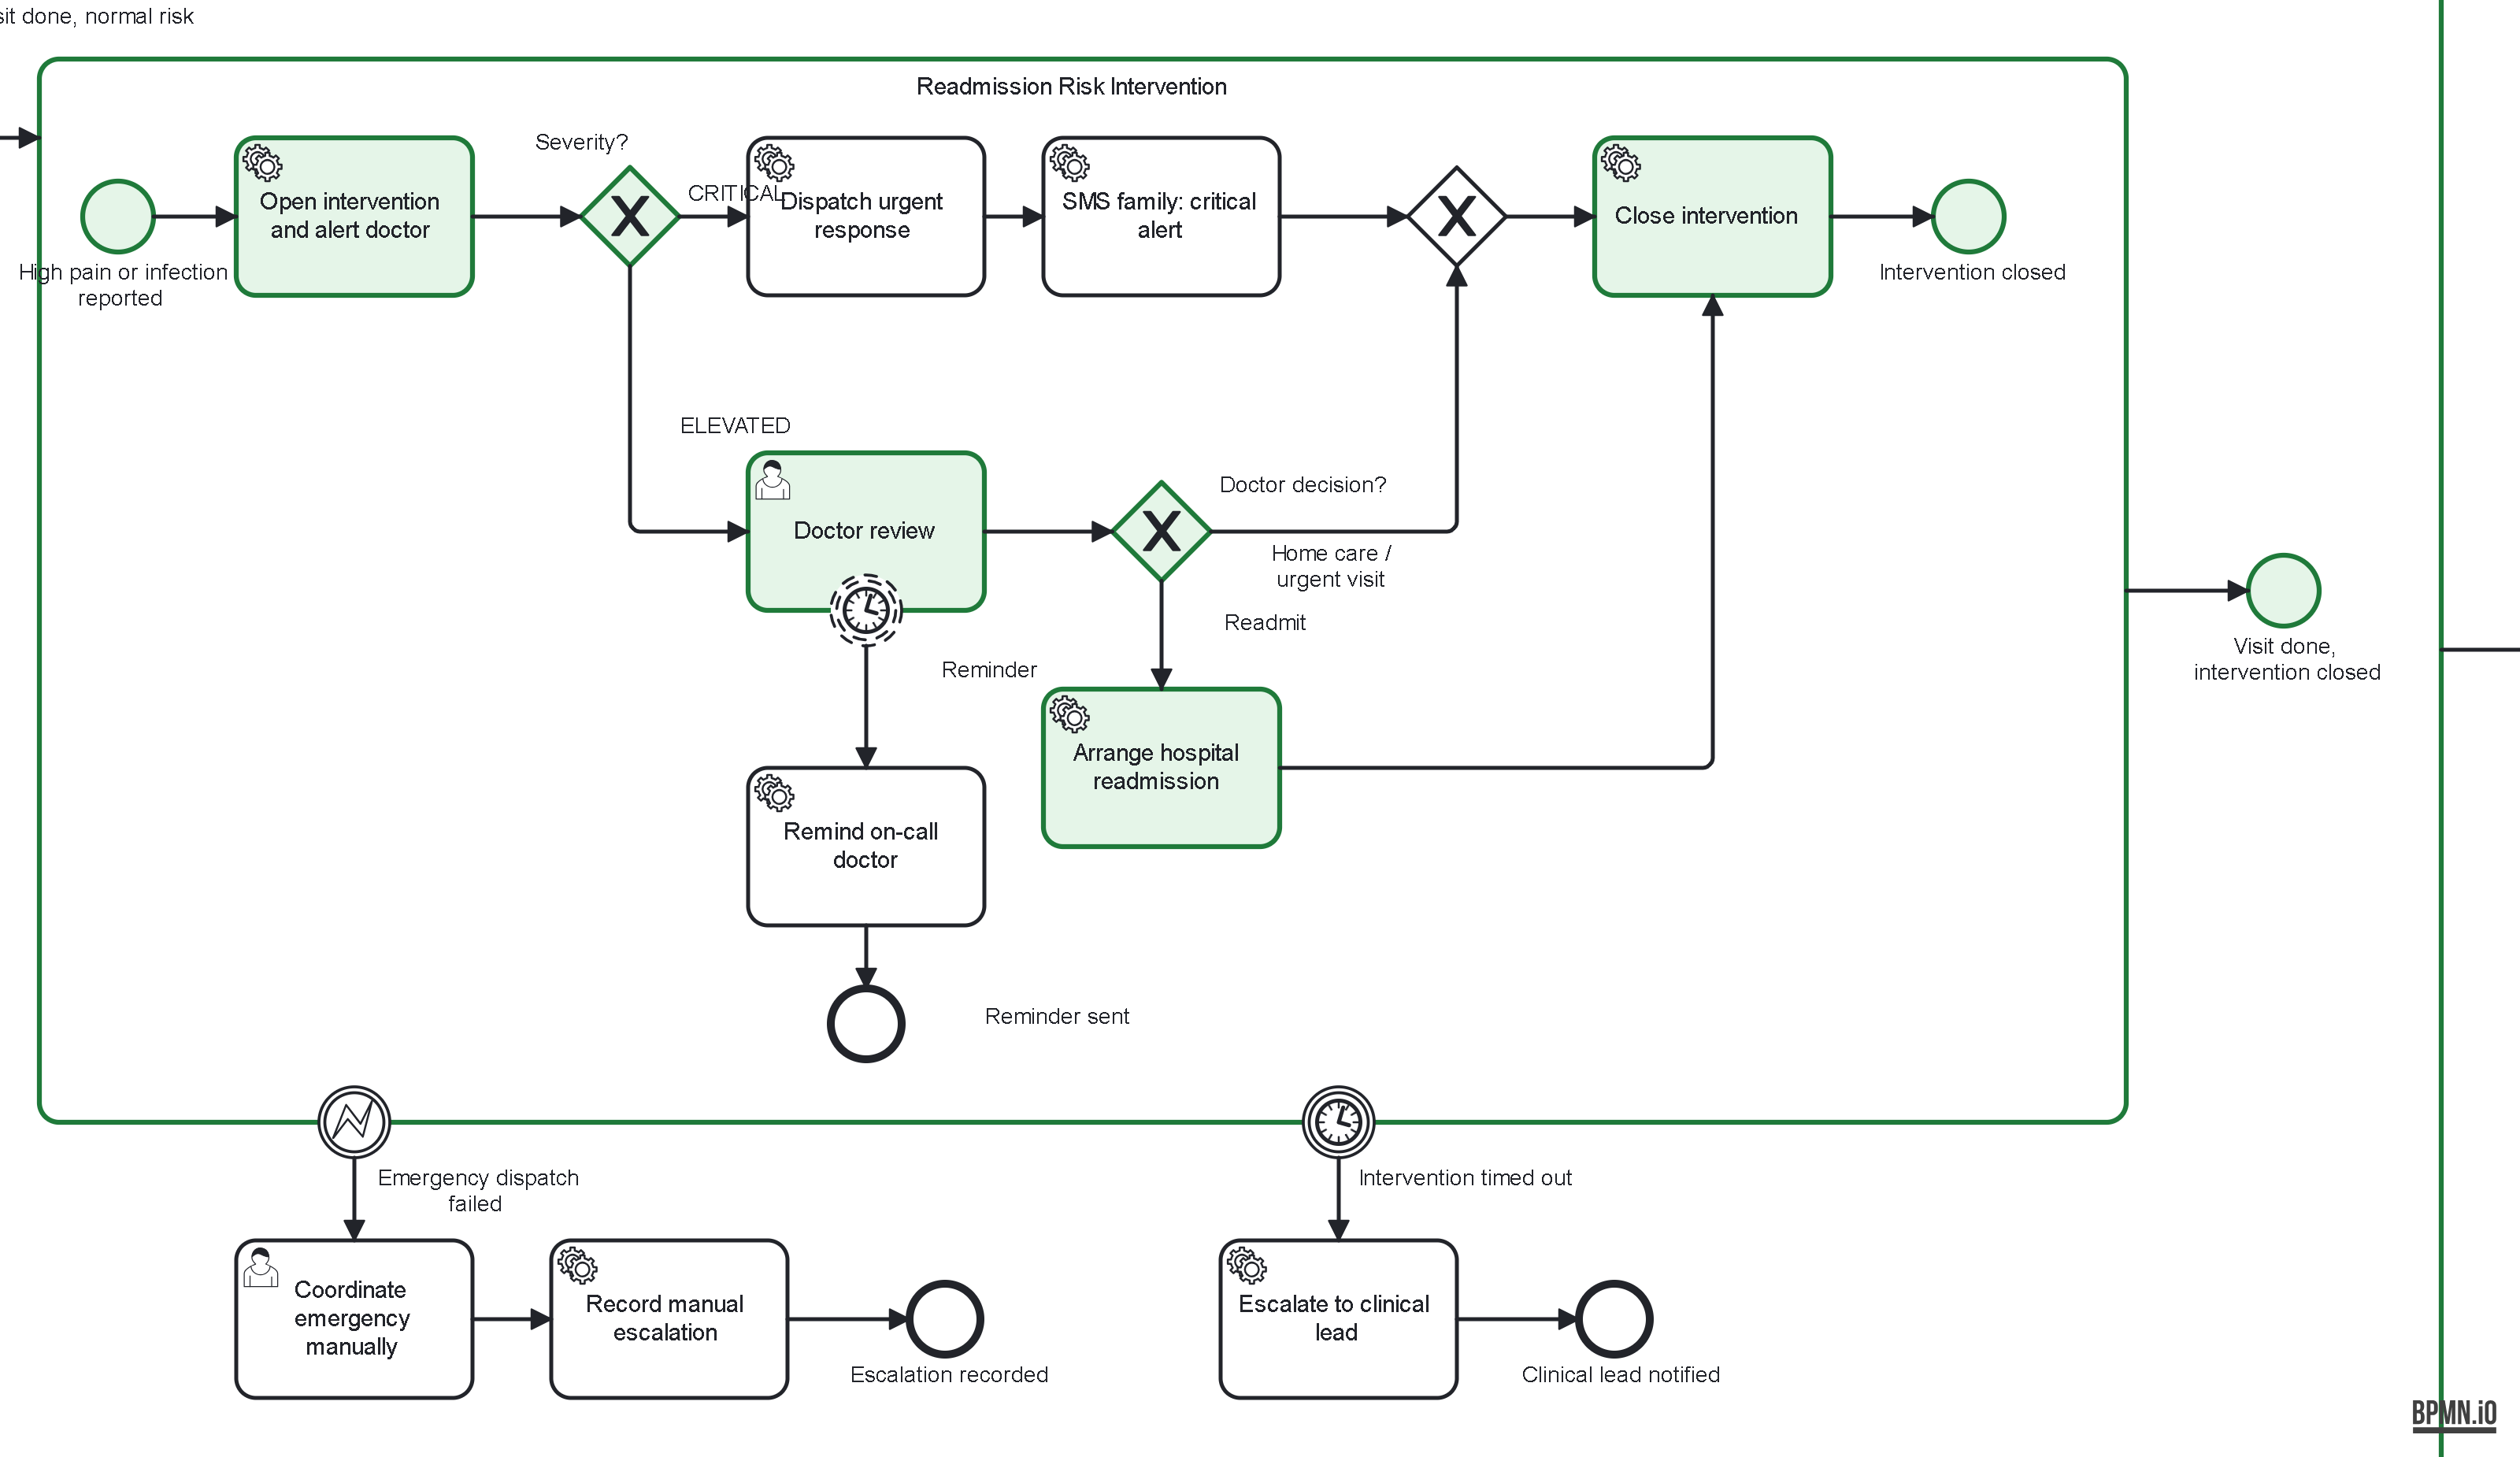 sit done, normal risk
Readmission Risk Intervention
Severity?
CRITICAL
Open intervention
and alert doctor
Dispatch urgent
response
SMS family: critical
alert
Close intervention
High pain or infection
reported
Intervention closed
ELEVATED
Doctor review
Doctor decision?
Home care /
urgent visit
Readmit
Reminder
Visit done,
intervention closed
Arrange hospital
readmission
Remind on-call
doctor
Reminder sent
Emergency dispatch
failed
Intervention timed out
Coordinate
emergency
manually
Record manual
escalation
Escalation recorded
Escalate to clinical
lead
Clinical lead notified
BPMN.iO